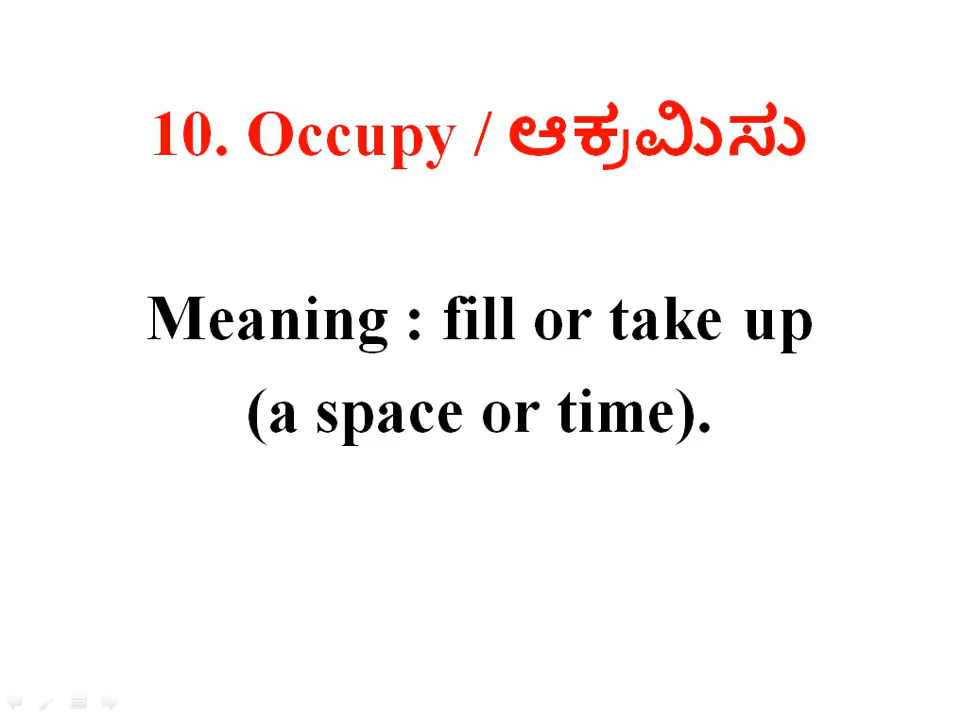 10. Occupy / ಆಕ್ರಮಿಸು
Meaning : fill or take up
(a space or time).